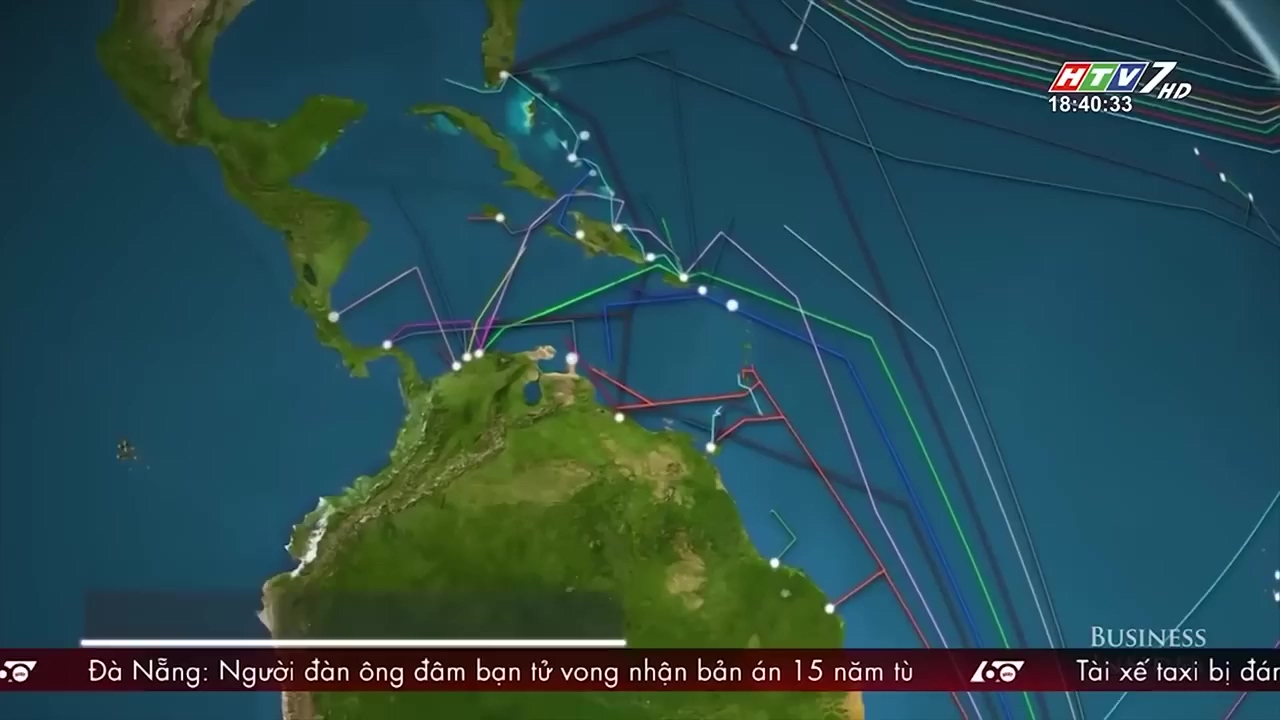 HTV7 HD
18:40:33
BUSINESS
Đà Nẵng: Người đàn ông đâm bạn tử vong nhận bản án 15 năm tù
Tài xế taxi bị